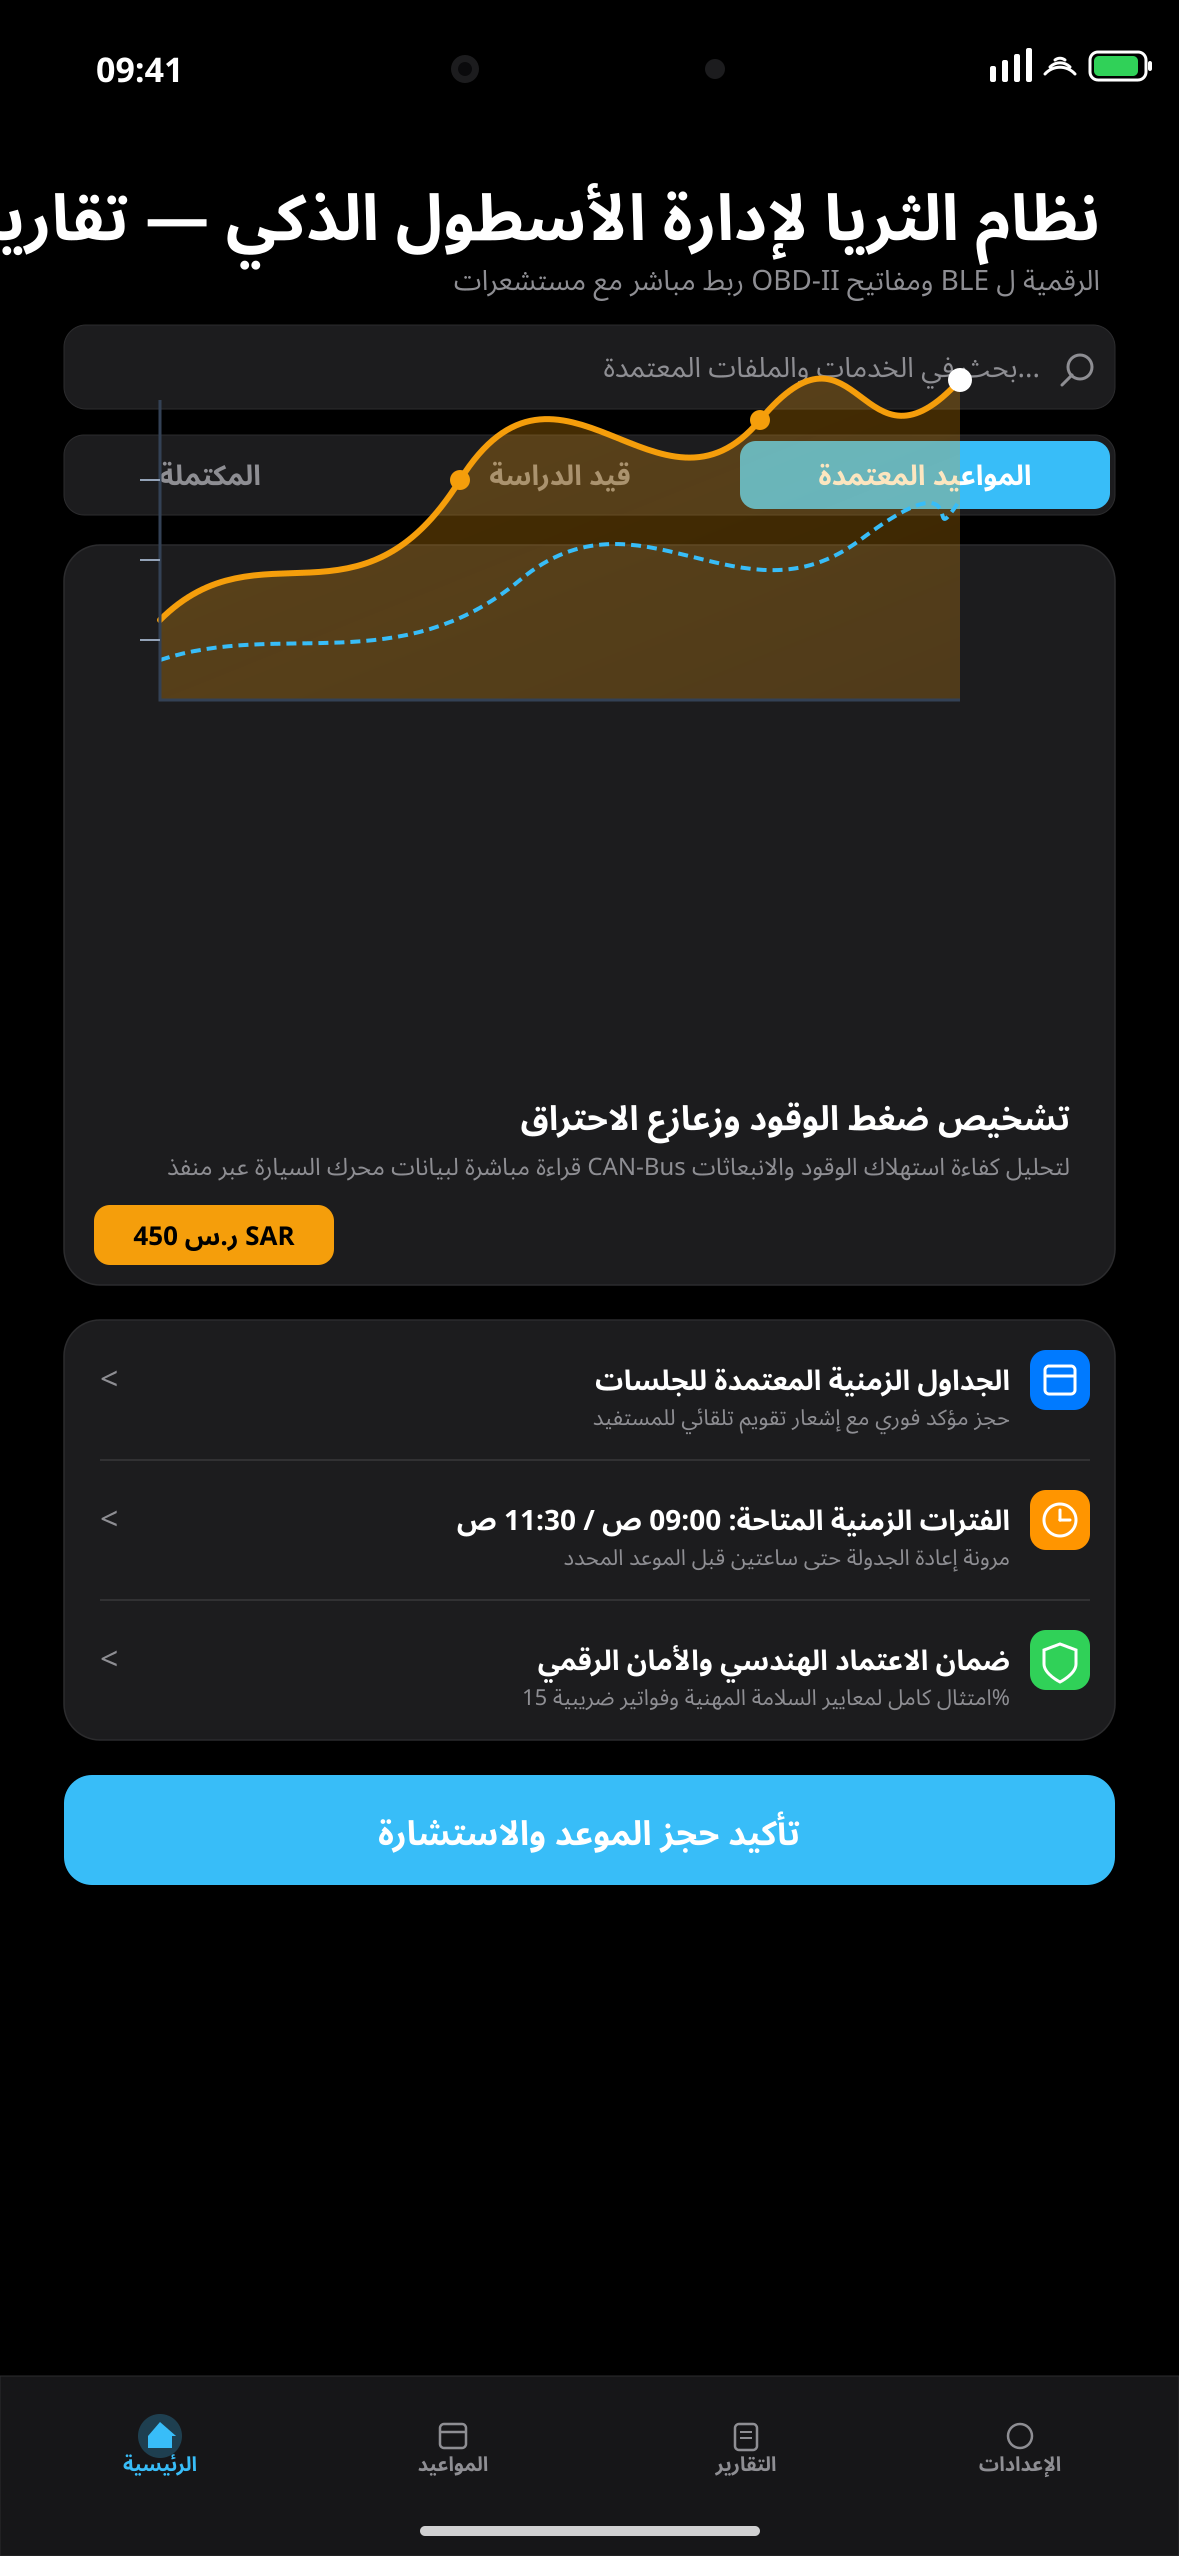 09:41
نظام الثريا لإدارة الأسطول الذكي — تقاري
الرقمية ل BLE ومفاتيح OBD-II ربط مباشر مع مستشعرات
...بحث في الخدمات والملفات المعتمدة
المواعيد المعتمدة
قيد الدراسة
المكتملة
تشخيص ضغط الوقود وزعازع الاحتراق
لتحليل كفاءة استهلاك الوقود والانبعاثات CAN-Bus قراءة مباشرة لبيانات محرك السيارة عبر منفذ
450 ر.س SAR
الجداول الزمنية المعتمدة للجلسات
حجز مؤكد فوري مع إشعار تقويم تلقائي للمستفيد
الفترات الزمنية المتاحة: 09:00 ص / 11:30 ص
مرونة إعادة الجدولة حتى ساعتين قبل الموعد المحدد
ضمان الاعتماد الهندسي والأمان الرقمي
%امتثال كامل لمعايير السلامة المهنية وفواتير ضريبية 15
تأكيد حجز الموعد والاستشارة
الإعدادات
التقارير
المواعيد
الرئيسية